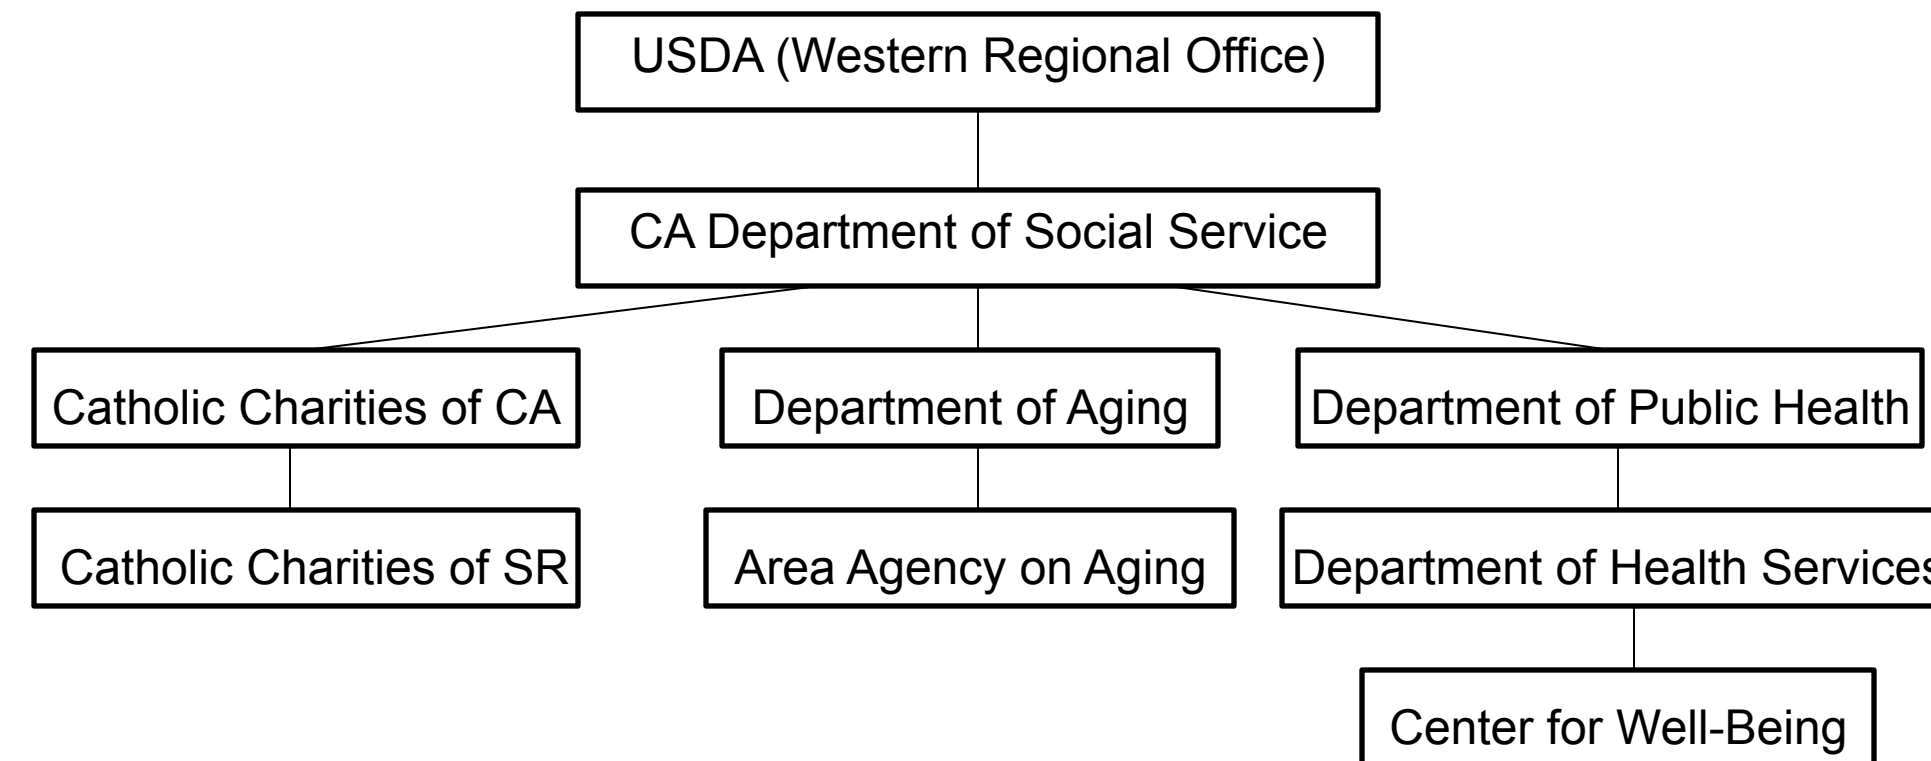 USDA (Western Regional Office)
CA Department of Social Service
Catholic Charities of CA
Department of Aging
Department of Public Health
Catholic Charities of SR
Area Agency on Aging
Department of Health Services
Center for Well-Being